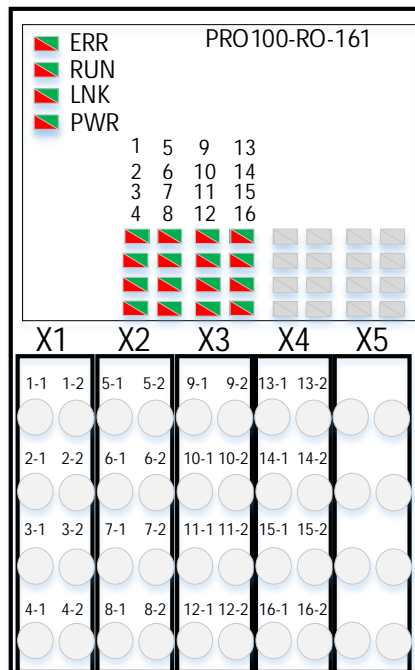 PRO100-RO-161
ERR
RUN
LNK
PWR
1 5 9 13
2 6 10 14
3 7 11 15
4 8 12 16
X1 X2 X3 X4 X5
1-1 1-2 5-1 5-2 9-1 9-2 13-1 13-2
2-1 2-2 6-1 6-2 10-1 10-2 14-1 14-2
3-1 3-2 7-1 7-2 11-1 11-2 15-1 15-2
4-1 4-2 8-1 8-2 12-1 12-2 16-1 16-2